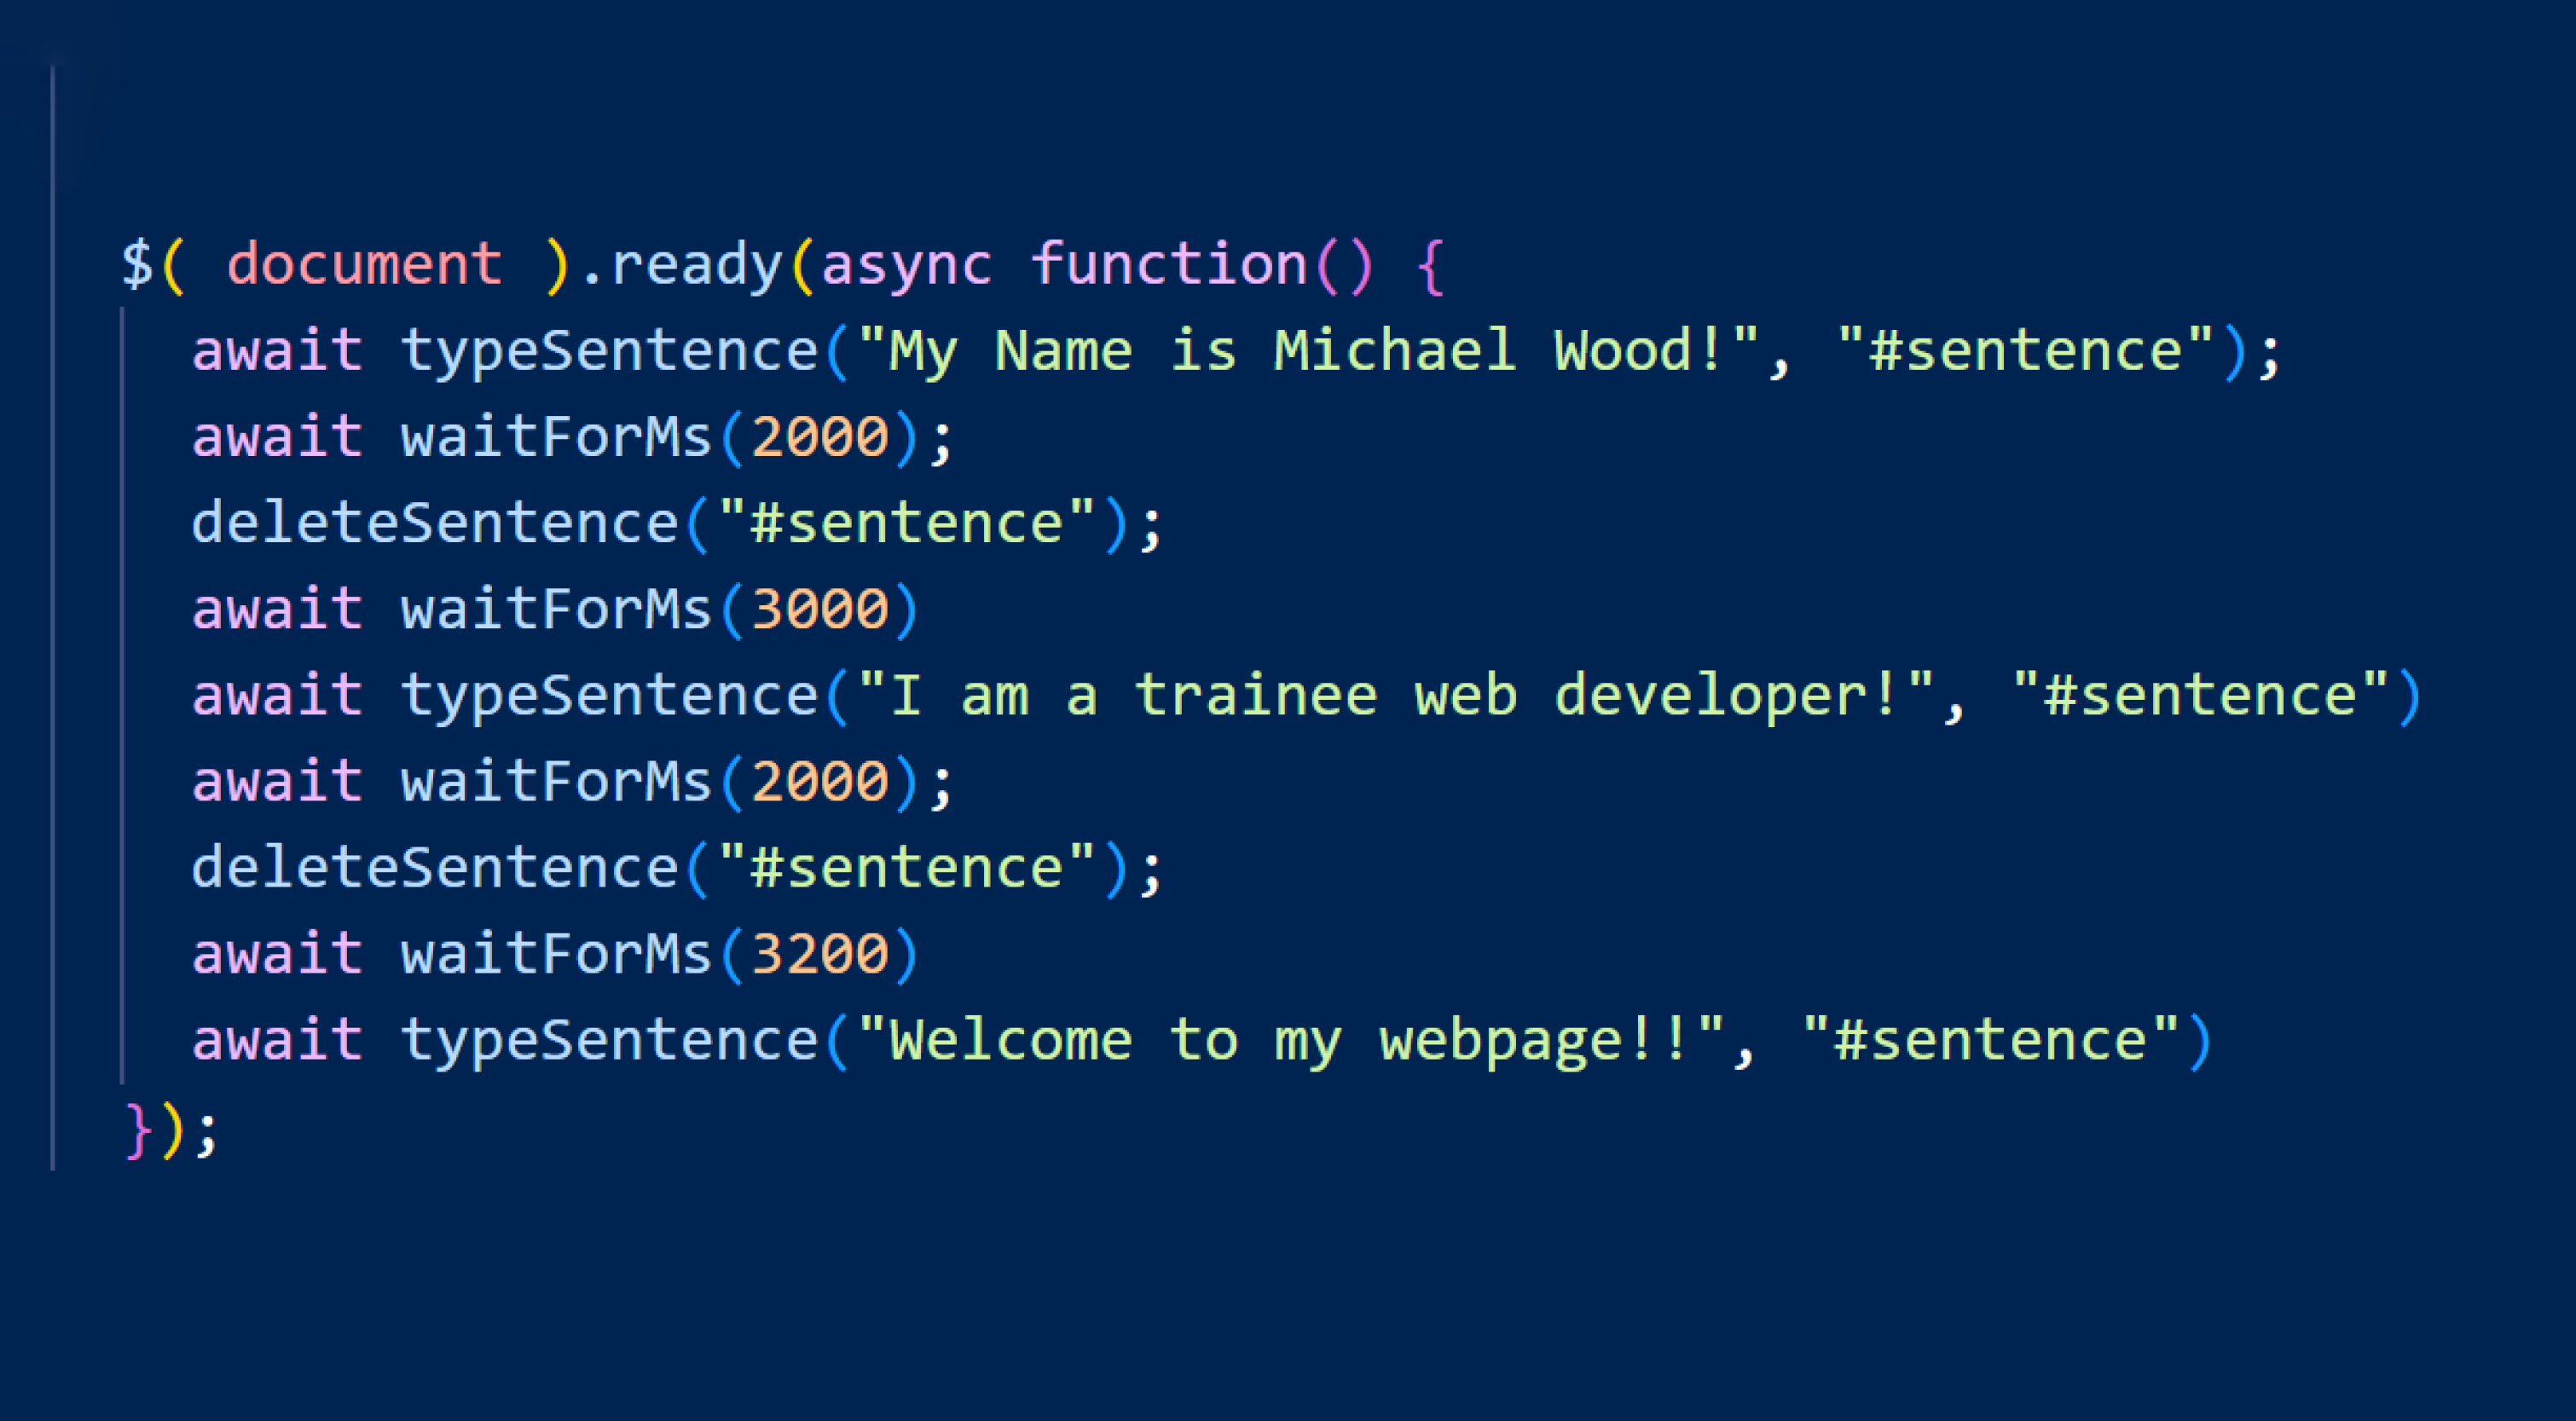 $( document ).ready(async function() {
  await typeSentence("My Name is Michael Wood!", "#sentence");
  await waitForMs(2000);
  deleteSentence("#sentence");
  await waitForMs(3000)
  await typeSentence("I am a trainee web developer!", "#sentence")
  await waitForMs(2000);
  deleteSentence("#sentence");
  await waitForMs(3200)
  await typeSentence("Welcome to my webpage!!", "#sentence")
});